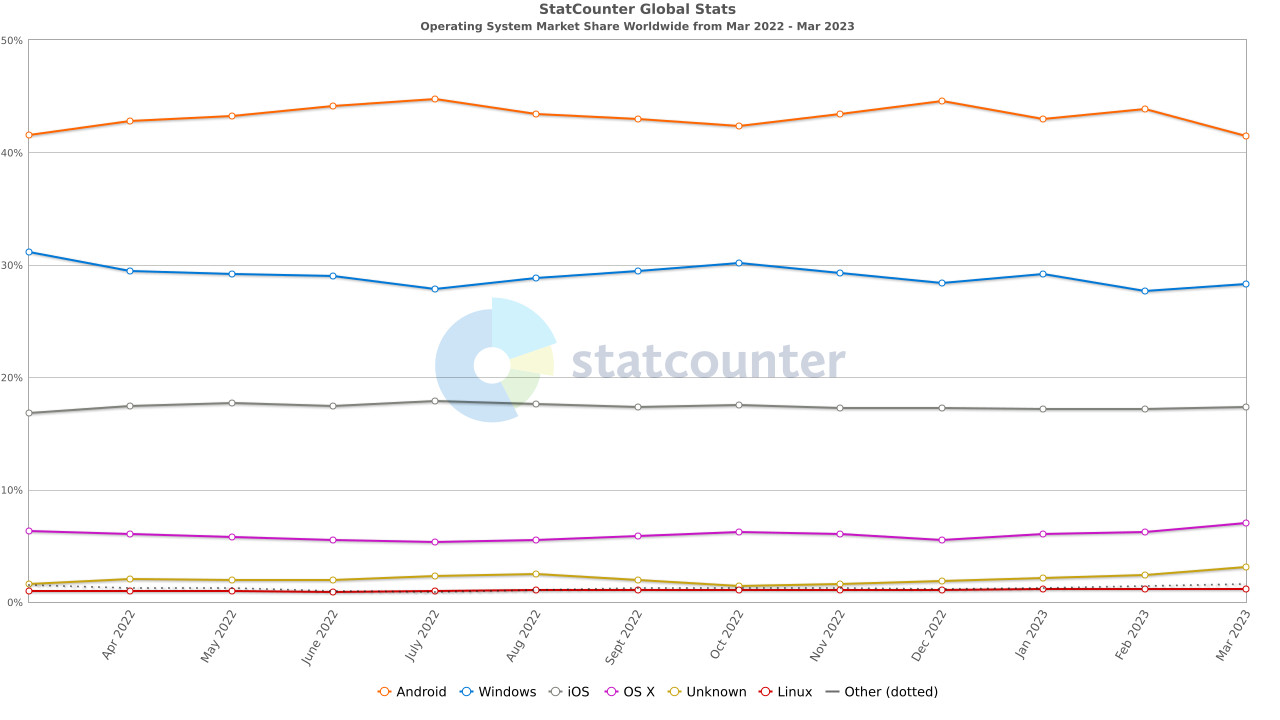 StatCounter Global Stats
Operating System Market Share Worldwide from Mar 2022 - Mar 2023
50%
40%
30%
20%
10%
0%
statcounter
Apr 2022
May 2022
June 2022
July 2022
Aug 2022
Sept 2022
Oct 2022
Nov 2022
Dec 2022
Jan 2023
Feb 2023
Mar 2023
Android Windows iOS OS X Unknown Linux Other (dotted)